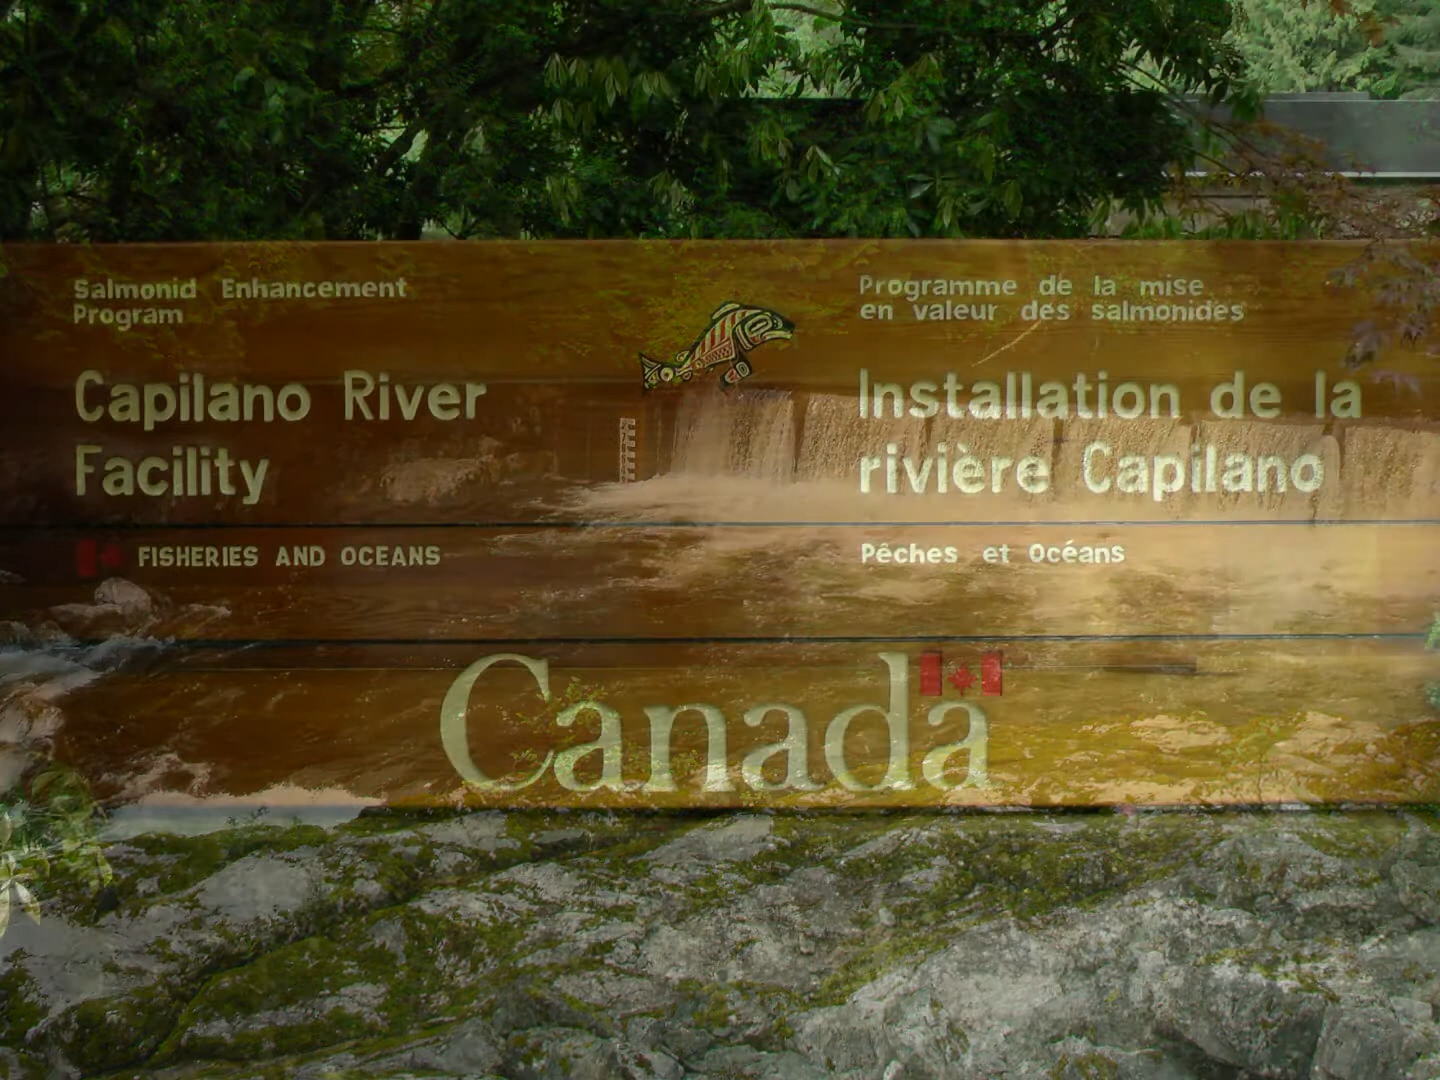 Salmonid Enhancement
Program
Capilano River
Facility
FISHERIES AND OCEANS
Programme de la mise
en valeur des salmonides
Installation de la
rivière Capilano
Pêches et Océans
Canada